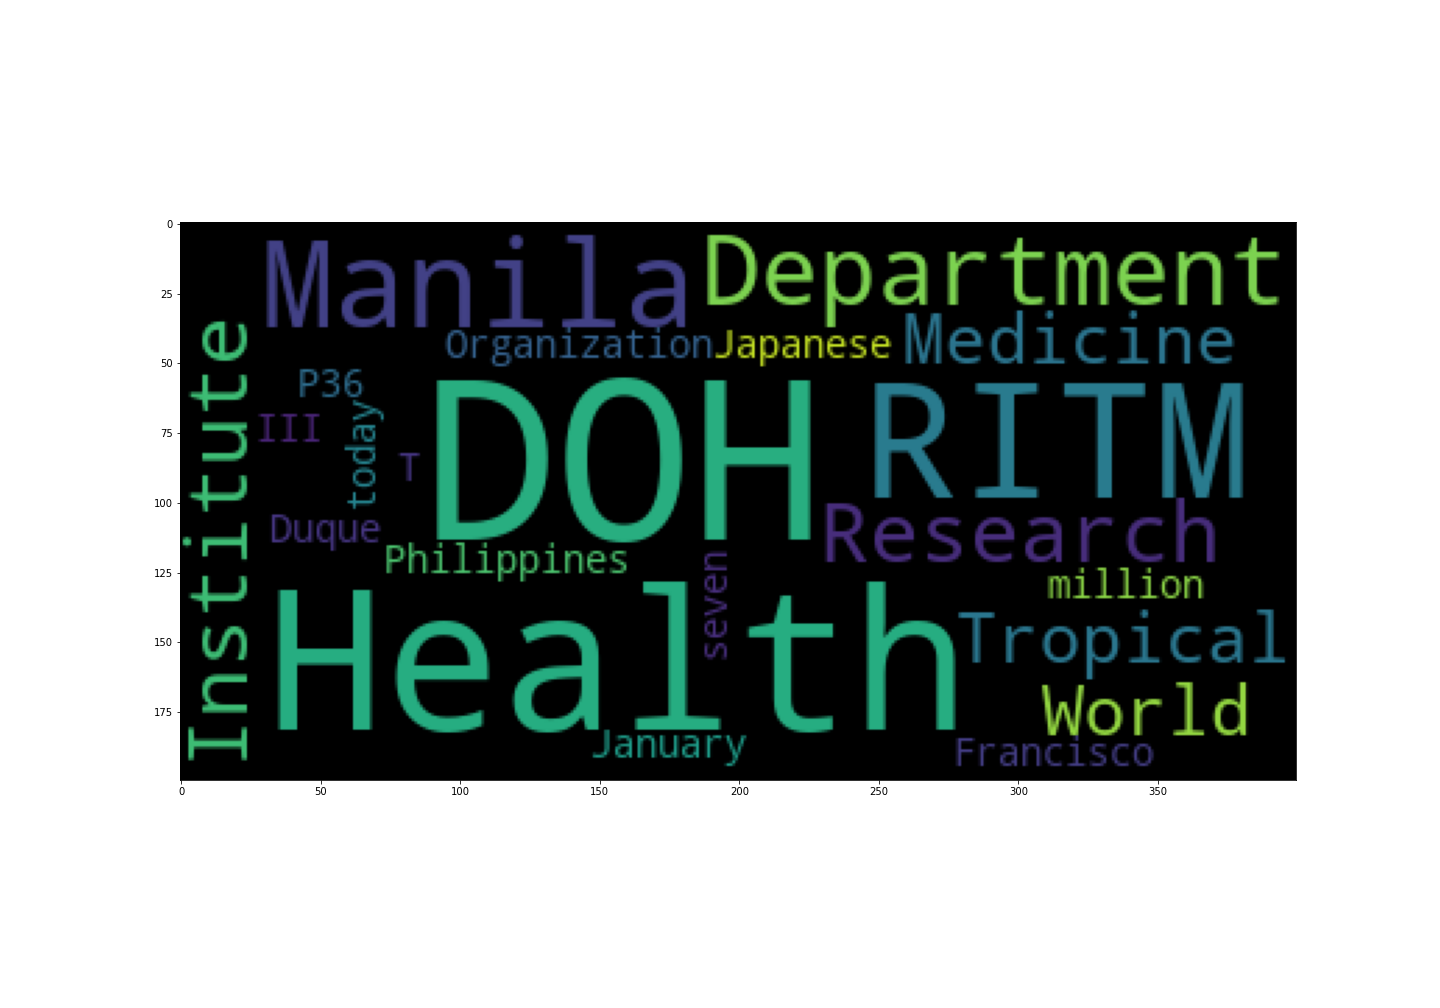 0
25
50
75
100
125
150
175
Manila
Department
Organization
Japanese
Medicine
Institute
P36
III
today
T
DOH
RITM
Duque
Research
Philippines
seven
million
Health
Tropical
World
January
Francisco
0 50 100 150 200 250 300 350